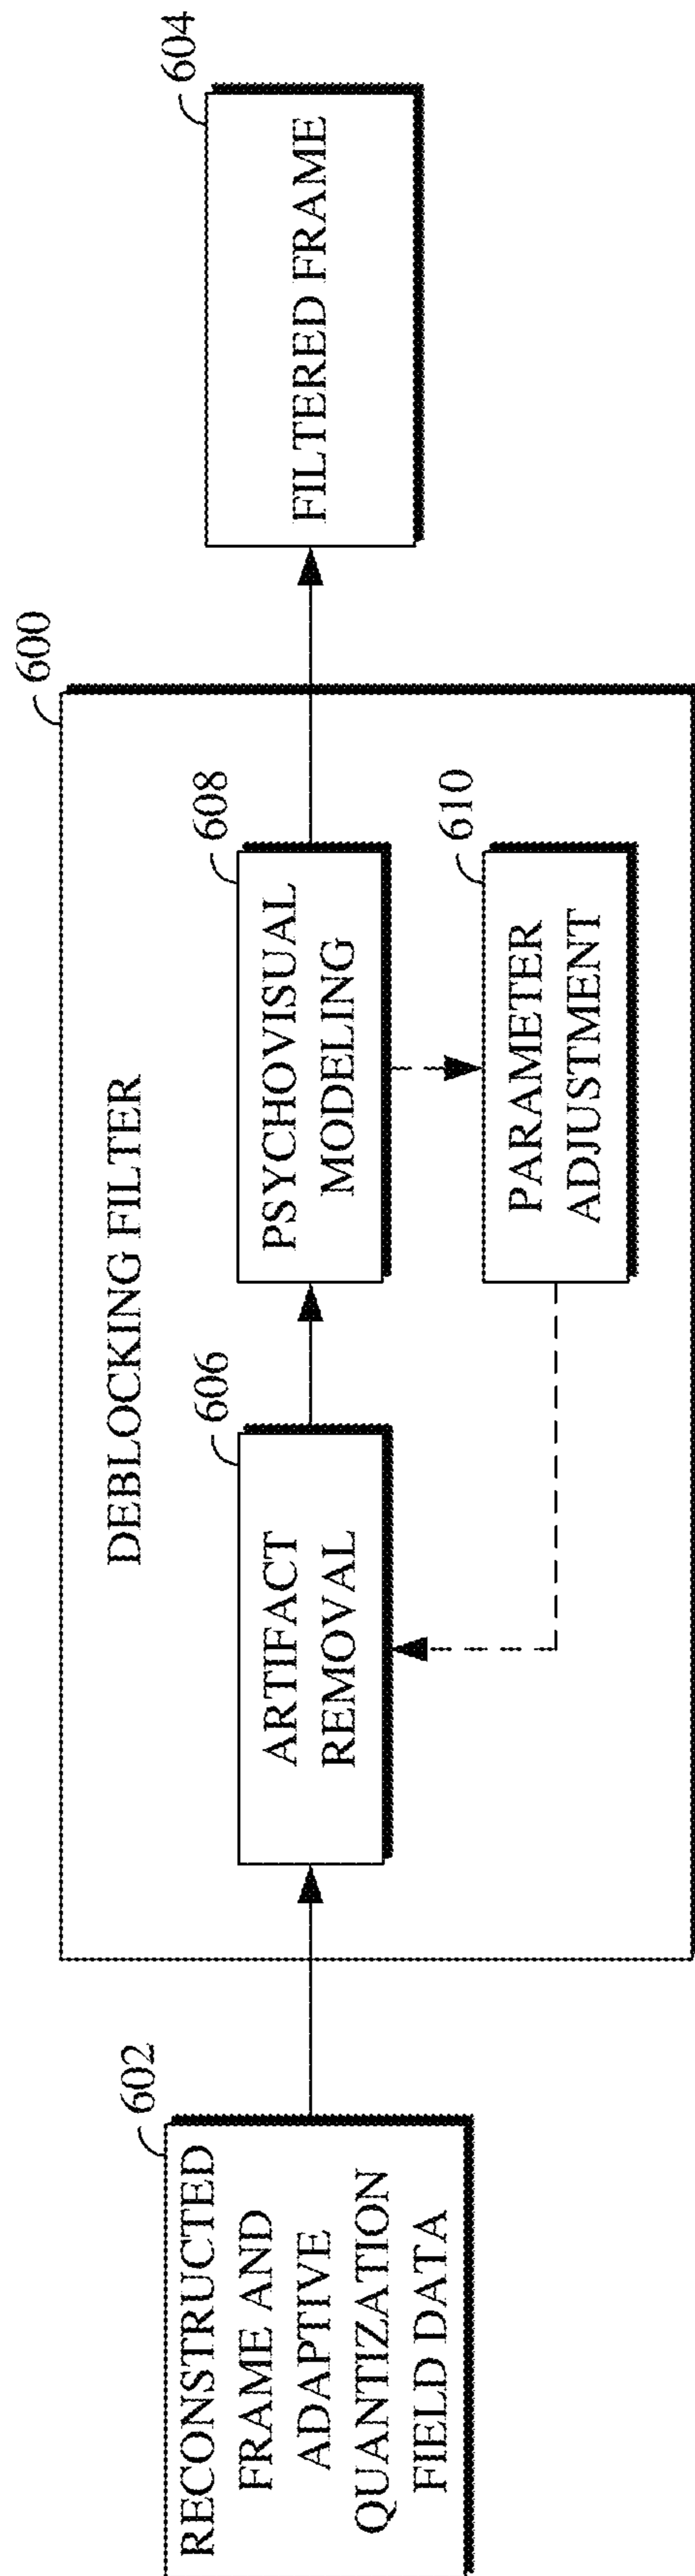 602
RECONSTRUCTED
FRAME AND
ADAPTIVE
QUANTIZATION
FIELD DATA
600
DEBLOCKING FILTER
606
ARTIFACT
REMOVAL
608
PSYCHOVISUAL
MODELING
610
PARAMETER
ADJUSTMENT
604
FILTERED FRAME